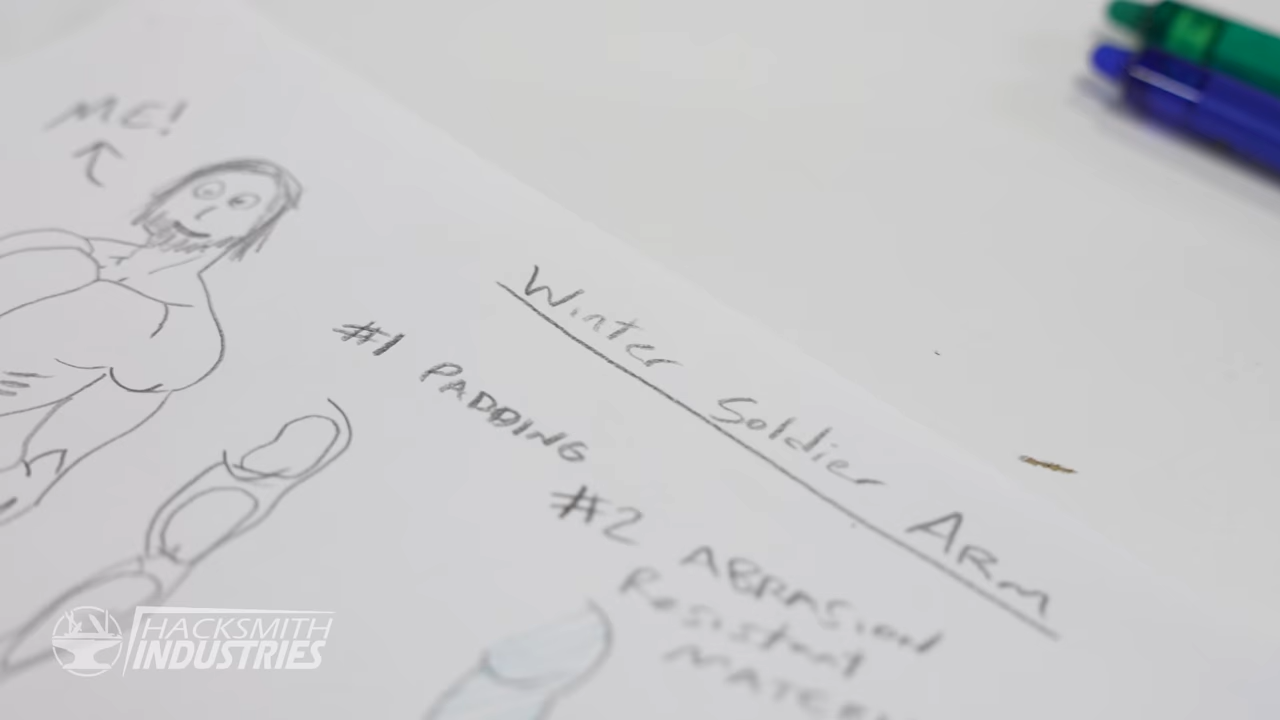 ME!
Winter Soldier Arm
#1 PADDING
#2 ABRASION
Resistant
HACKSMITH
INDUSTRIES